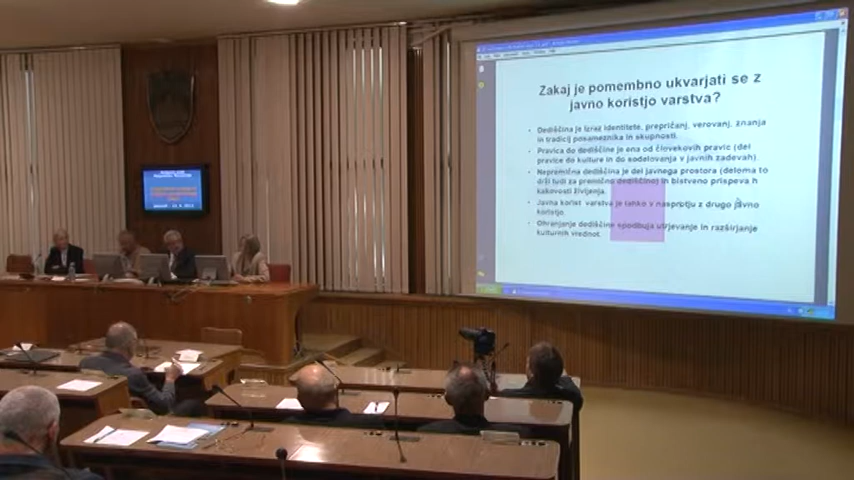 Zakaj je pomembno ukvarjati se z
javno koristjo varstva?
Dediščina je izraz identitete, prepričanj, verovanj, znanja
in tradicij posameznika in skupnosti.
Pravica do dediščine je ena od človekovih pravic (del
pravice do kulture in do sodelovanja v javnih zadevah)
Nepremična dediščina je del javnega prostora (deloma to
drži tudi za premično dediščino) in bistveno prispeva h
kakovosti življenja.
Javna korist varstva je lahko v nasprotju z drugo javno
koristjo.
Ohranjanje dediščine spodbuja utrjevanje in razširjanje
kulturnih vrednot.